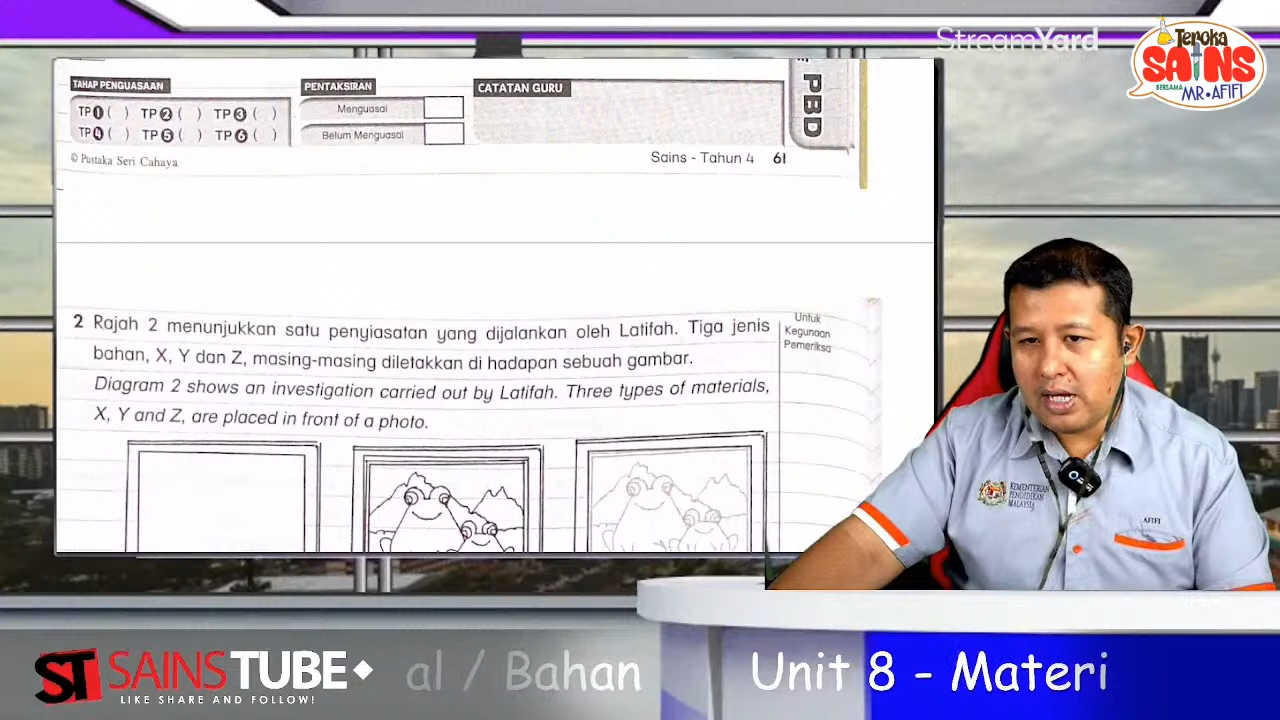 StreamYard
Teroka
SAINS
BERSAMA
MR•AFIFI
TAHAP PENGUASAAN
TP1( ) TP2( ) TP3( )
TP4( ) TP5( ) TP6( )
PENTAKSIRAN
Menguasai
Belum Menguasai
CATATAN GURU
PBD
© Pustaka Seri Cahaya
Sains - Tahun 4 61
2 Rajah 2 menunjukkan satu penyiasatan yang dijalankan oleh Latifah. Tiga jenis
bahan, X, Y dan Z, masing-masing diletakkan di hadapan sebuah gambar.
Diagram 2 shows an investigation carried out by Latifah. Three types of materials,
X, Y and Z, are placed in front of a photo.
Untuk
Kegunaan
Pemeriksa
KEMENTERIAN
PENDIDIKAN
MALAYSIA
AFIFI
ST SAINSTUBE
LIKE SHARE AND FOLLOW!
al / Bahan
Unit 8 - Materi